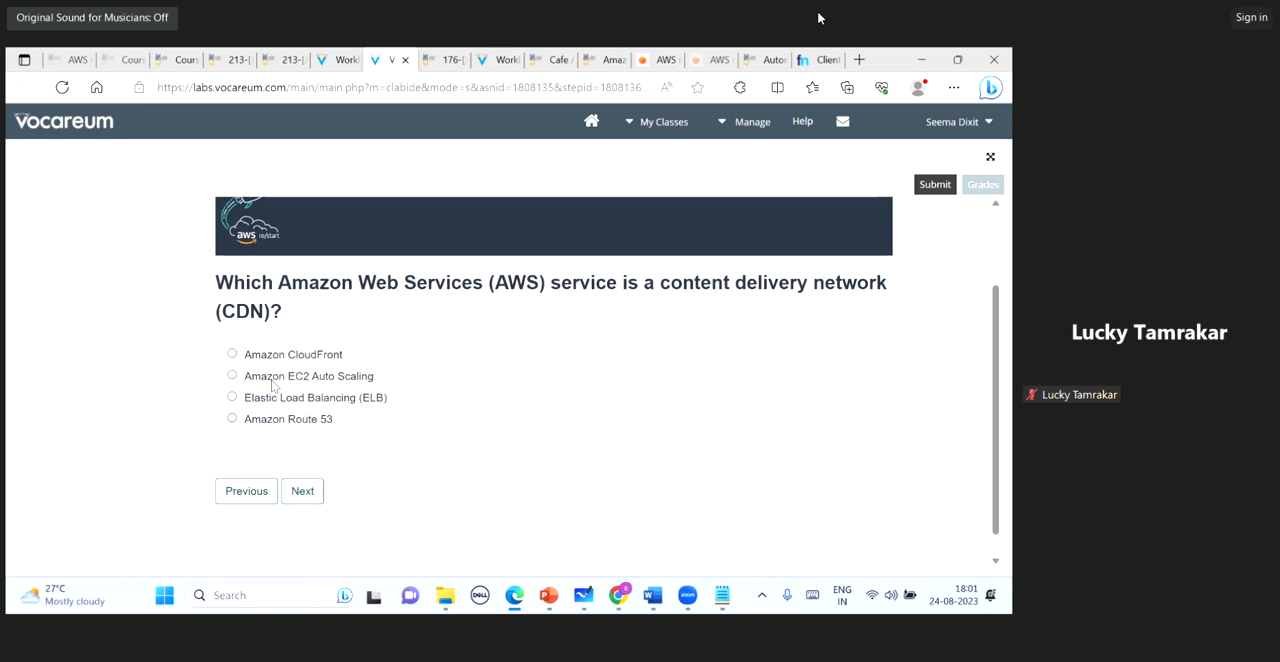 Original Sound for Musicians: Off
Sign in
AWS
Cours
Cours
213-[
213-[
Work
V
176-[
Work
Cafe /
Amaz
AWS
AWS
Autor
fn Client
https://labs.vocareum.com/main/main.php?m=clabide&mode=s&asnid=1808135&stepid=1808136...
Vocareum
My Classes
Manage
Help
Seema Dixit
Submit
Grades
aws re/start
Which Amazon Web Services (AWS) service is a content delivery network
(CDN)?
Amazon CloudFront
Amazon EC2 Auto Scaling
Elastic Load Balancing (ELB)
Amazon Route 53
Previous
Next
Lucky Tamrakar
Lucky Tamrakar
27°C
Mostly cloudy
Search
DELL
zoom
ENG
IN
18:01
24-08-2023